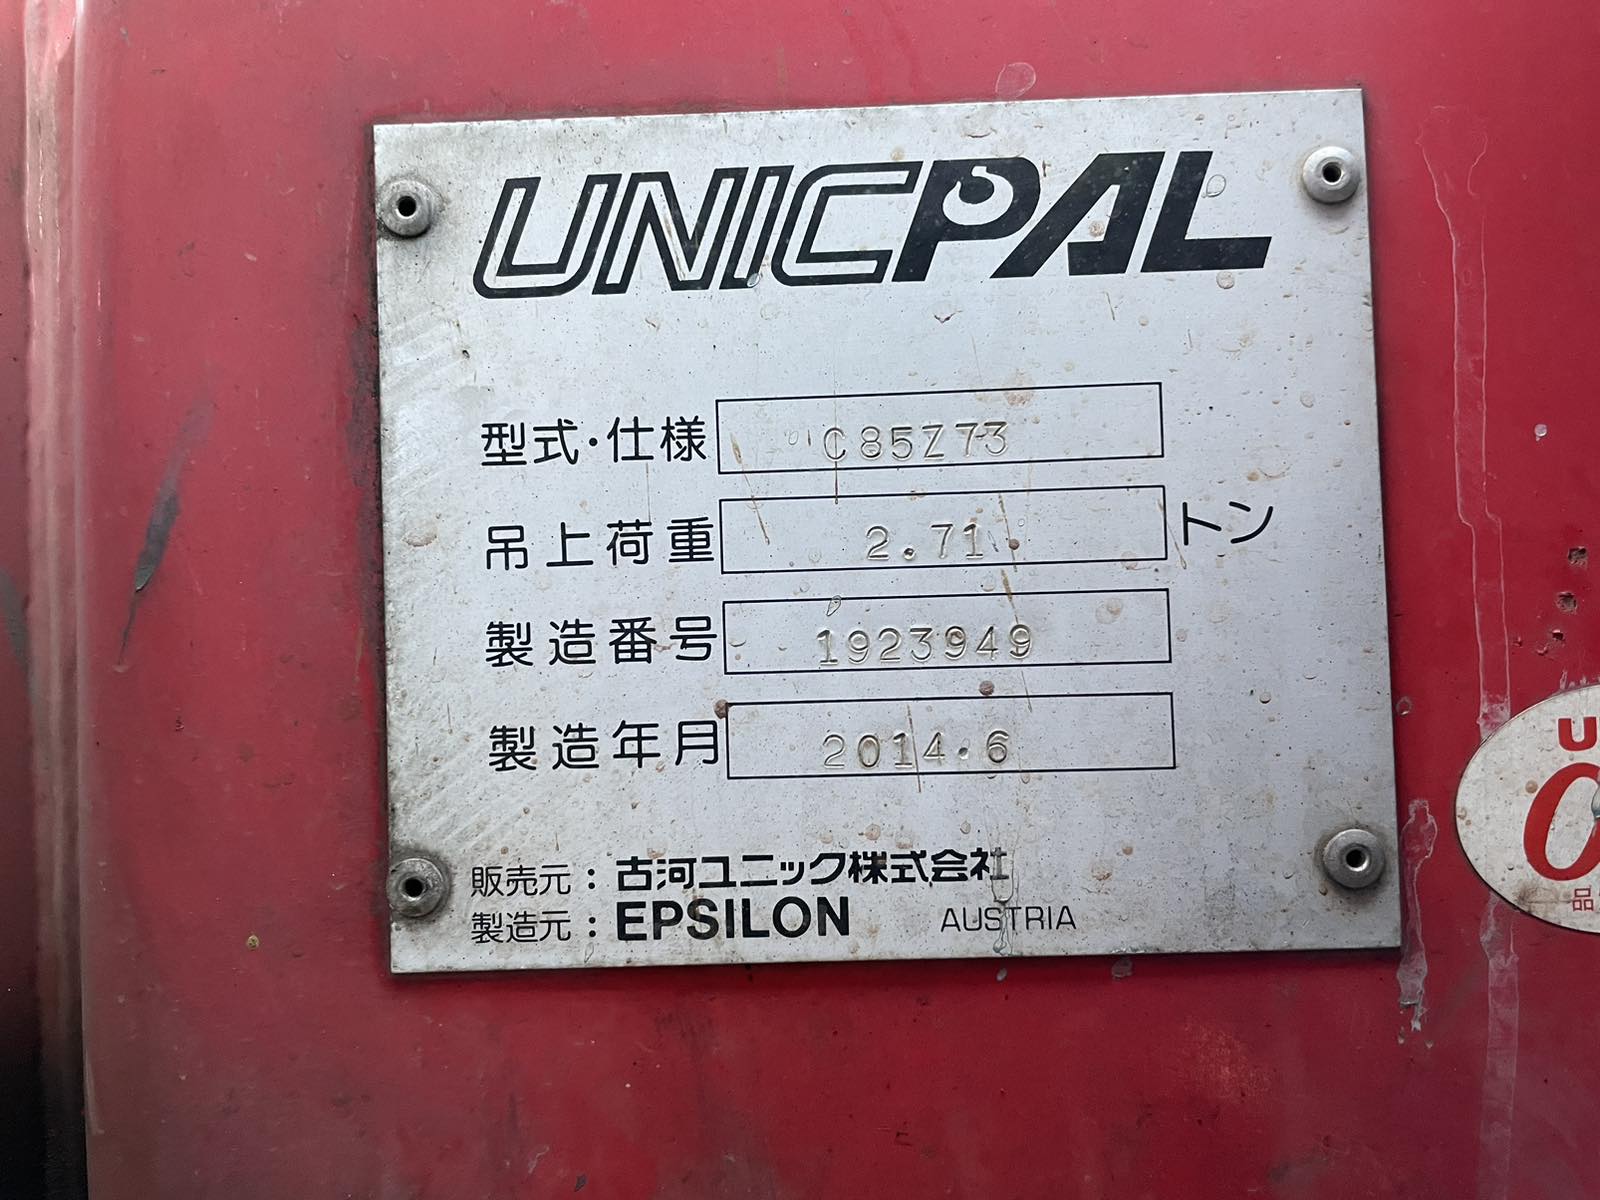 UNICPAL
型式・仕様 C85Z73
吊上荷重 2.71 トン
製造番号 1923949
製造年月 2014.6
販売元：古河ユニック株式会社
製造元：EPSILON AUSTRIA
品